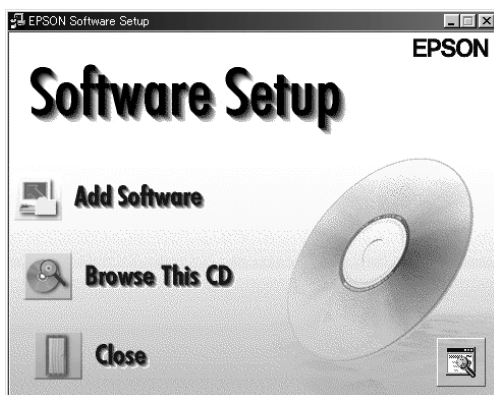 EPSON Software Setup
EPSON
Software Setup
Add Software
Browse This CD
Close